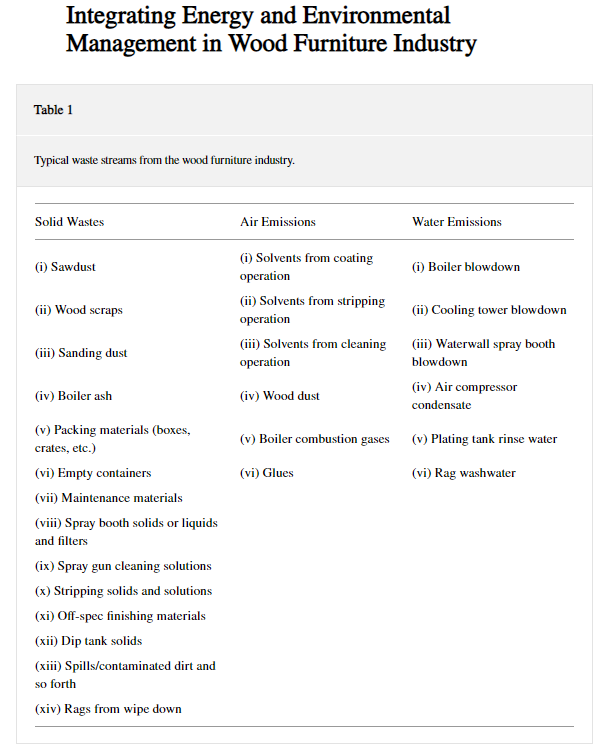 Integrating Energy and Environmental
Management in Wood Furniture Industry
Table 1
Typical waste streams from the wood furniture industry.
Solid Wastes Air Emissions Water Emissions
(i) Sawdust (i) Solvents from coating operation (i) Boiler blowdown
(ii) Wood scraps (ii) Solvents from stripping operation (ii) Cooling tower blowdown
(iii) Sanding dust (iii) Solvents from cleaning operation (iii) Waterwall spray booth blowdown
(iv) Boiler ash (iv) Wood dust (iv) Air compressor condensate
(v) Packing materials (boxes, crates, etc.) (v) Boiler combustion gases (v) Plating tank rinse water
(vi) Empty containers (vi) Glues (vi) Rag washwater
(vii) Maintenance materials
(viii) Spray booth solids or liquids
and filters
(ix) Spray gun cleaning solutions
(x) Stripping solids and solutions
(xi) Off-spec finishing materials
(xii) Dip tank solids
(xiii) Spills/contaminated dirt and
so forth
(xiv) Rags from wipe down